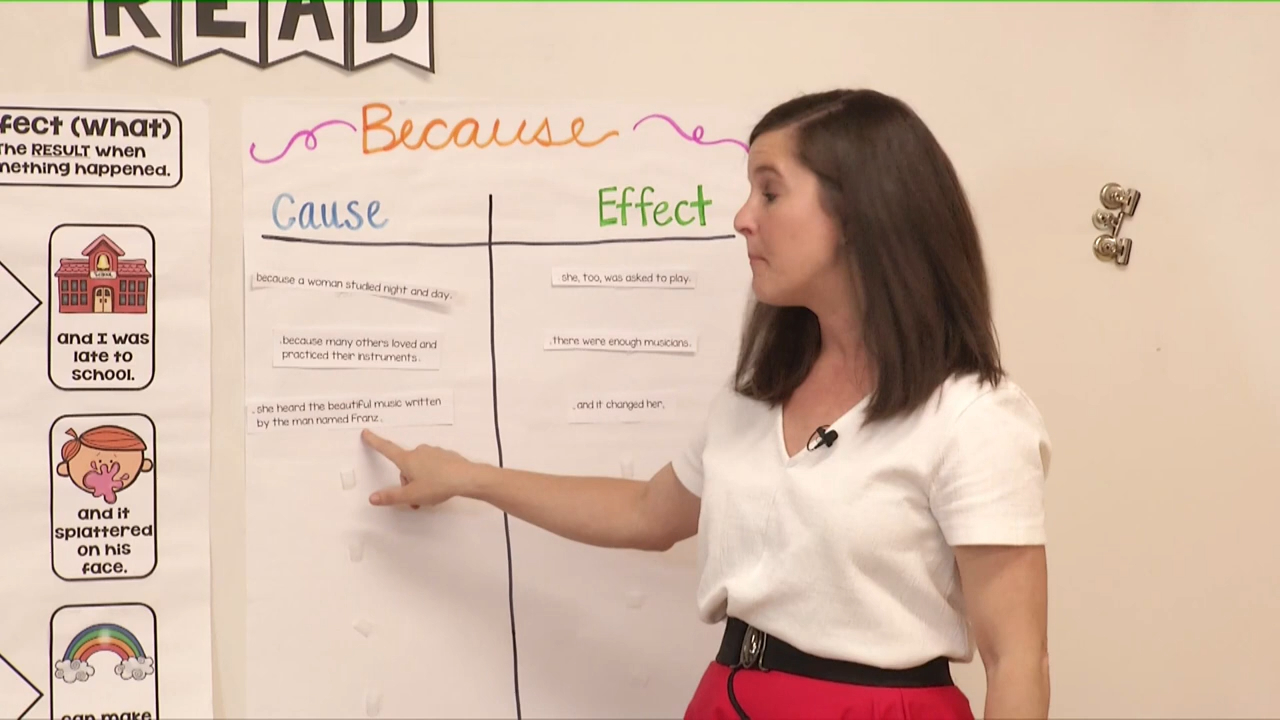 READ
fect (what)
The RESULT when
mething happened.
and I was
late to
school.
and it
splattered
on his
face.
can make
Because
Cause
Effect
because a woman studied night and day.
. she, too, was asked to play.
.because many others loved and
practiced their instruments.
.there were enough musicians.
. she heard the beautiful music written
by the man named Franz.
. and it changed her.